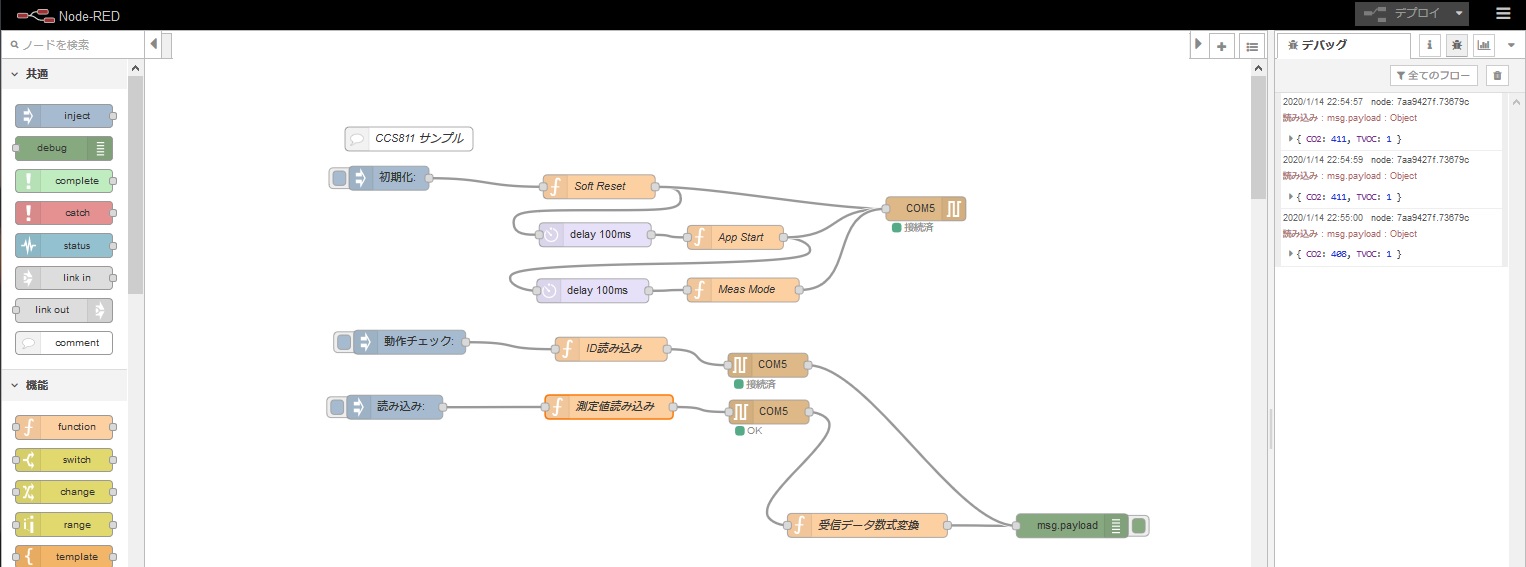 Node-RED
デプロイ
ノードを検索
共通
inject
debug
complete
catch
status
link in
link out
comment
機能
function
switch
change
range
template
CCS811 サンプル
初期化:
Soft Reset
delay 100ms
App Start
COM5
接続済
delay 100ms
Meas Mode
動作チェック:
ID読み込み
COM5
接続済
読み込み:
測定値読み込み
COM5
OK
受信データ数式変換
msg.payload
デバッグ
全てのフロー
2020/1/14 22:54:57 node: 7aa9427f.73679c
読み込み : msg.payload : Object
{ CO2: 411, TVOC: 1 }
2020/1/14 22:54:59 node: 7aa9427f.73679c
読み込み : msg.payload : Object
{ CO2: 411, TVOC: 1 }
2020/1/14 22:55:00 node: 7aa9427f.73679c
読み込み : msg.payload : Object
{ CO2: 408, TVOC: 1 }